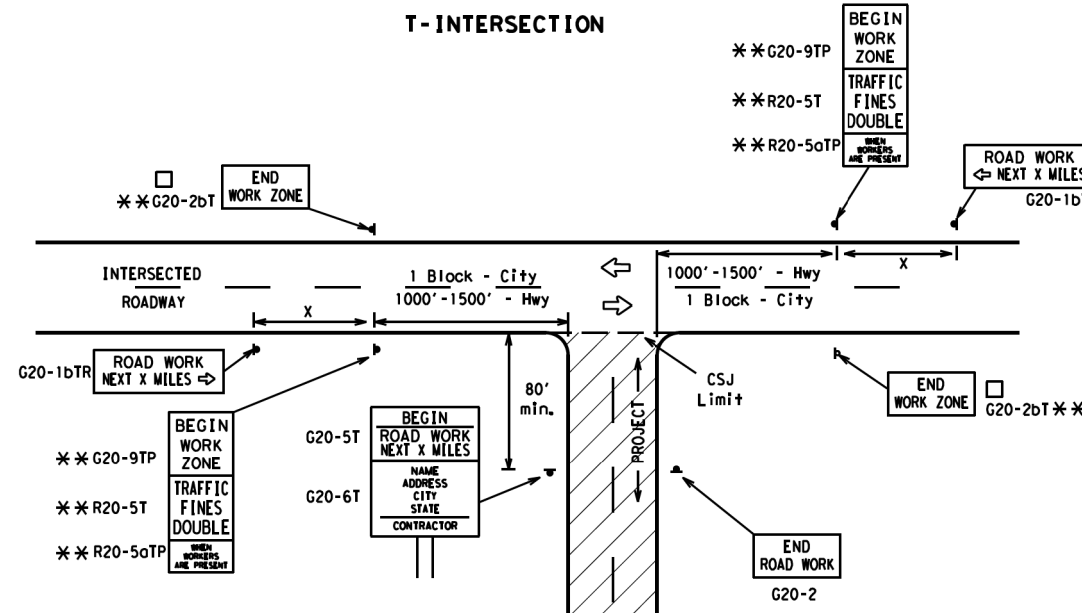 T-INTERSECTION
BEGIN
WORK
ZONE
**G20-9TP
TRAFFIC
FINES
DOUBLE
**R20-5T
WHEN
WORKERS
ARE PRESENT
**R20-5aTP
ROAD WORK
⇦ NEXT X MILES
G20-1bT
END
WORK ZONE
□
**G20-2bT
INTERSECTED
ROADWAY
1 Block - City
1000'-1500' - Hwy
X
1000'-1500' - Hwy
1 Block - City
X
G20-1bTR
ROAD WORK
NEXT X MILES ⇨
80'
min.
CSJ
Limit
PROJECT
END
WORK ZONE
□
G20-2bT**
BEGIN
WORK
ZONE
**G20-9TP
TRAFFIC
FINES
DOUBLE
**R20-5T
WHEN
WORKERS
ARE PRESENT
**R20-5aTP
G20-5T
BEGIN
ROAD WORK
NEXT X MILES
G20-6T
NAME
ADDRESS
CITY
STATE
CONTRACTOR
END
ROAD WORK
G20-2